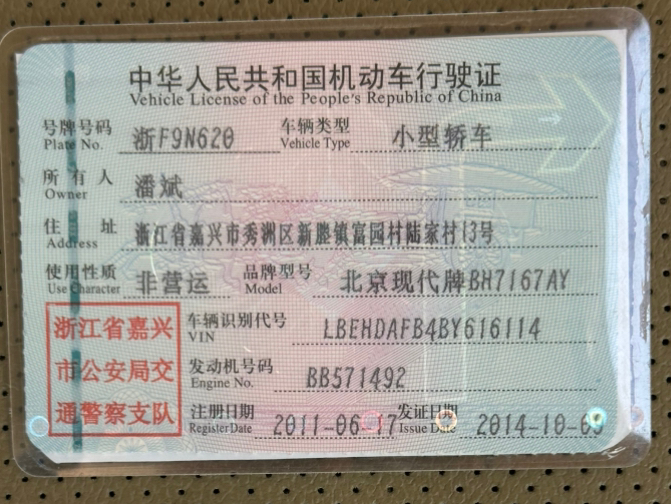 中华人民共和国机动车行驶证
Vehicle License of the People's Republic of China
号牌号码 浙F9N620 车辆类型 小型轿车
Plate No. Vehicle Type
所有人 潘斌
Owner
住址 浙江省嘉兴市秀洲区新塍镇富园村陆家村13号
Address
使用性质 非营运 品牌型号 北京现代牌BH7167AY
Use Character Model
浙江省嘉兴 车辆识别代号 LBEHDAFB4BY616114
VIN
市公安局交 发动机号码 BB571492
Engine No.
通警察支队 注册日期 2011-06-17 发证日期 2014-10-
Register Date Issue Date